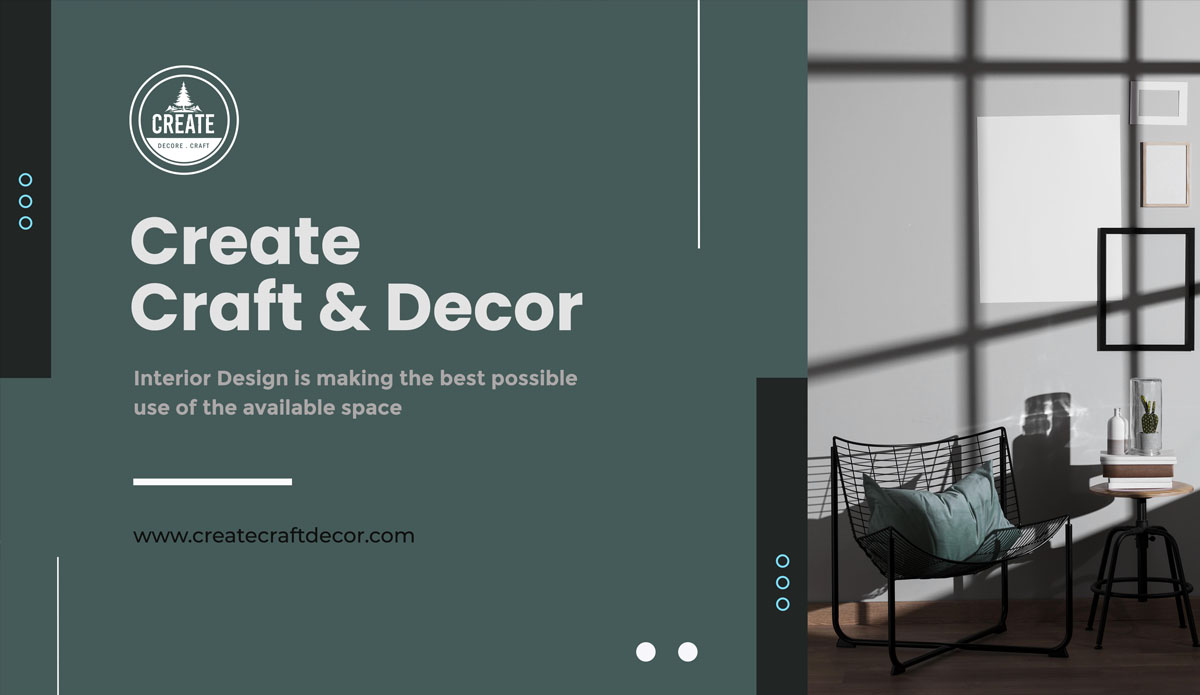 CREATE
DECORE . CRAFT
Create
Craft & Decor
Interior Design is making the best possible
use of the available space
www.createcraftdecor.com